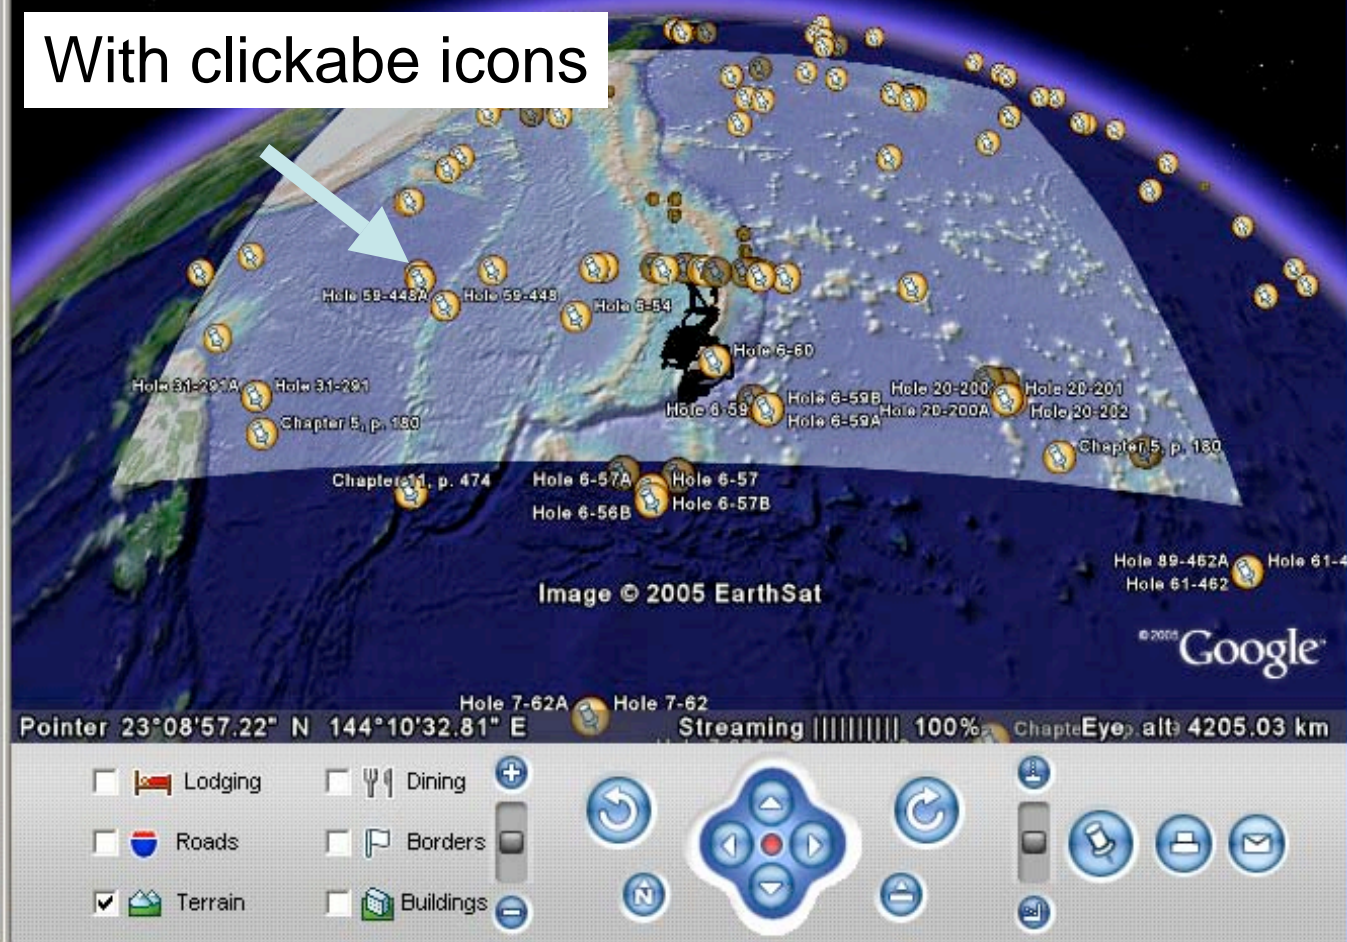 With clickabe icons
Hole 59-448A
Hole 59-448
Hole 6-54
Hole 6-60
Hole 31-291A
Hole 31-291
Chapter 5, p. 180
Hole 6-59
Hole 6-59B
Hole 6-59A
Hole 20-200
Hole 20-201
Hole 20-200A
Hole 20-202
Chapter 5, p. 180
Chapter 11, p. 474
Hole 6-57A
Hole 6-57
Hole 6-56B
Hole 6-57B
Hole 89-462A
Hole 61-4
Hole 61-462
Image © 2005 EarthSat
© 2005 Google
Hole 7-62A
Hole 7-62
Pointer 23°08'57.22" N 144°10'32.81" E
Streaming |||||||||| 100%
Eye alt 4205.03 km
Lodging
Dining
Roads
Borders
Terrain
Buildings
N